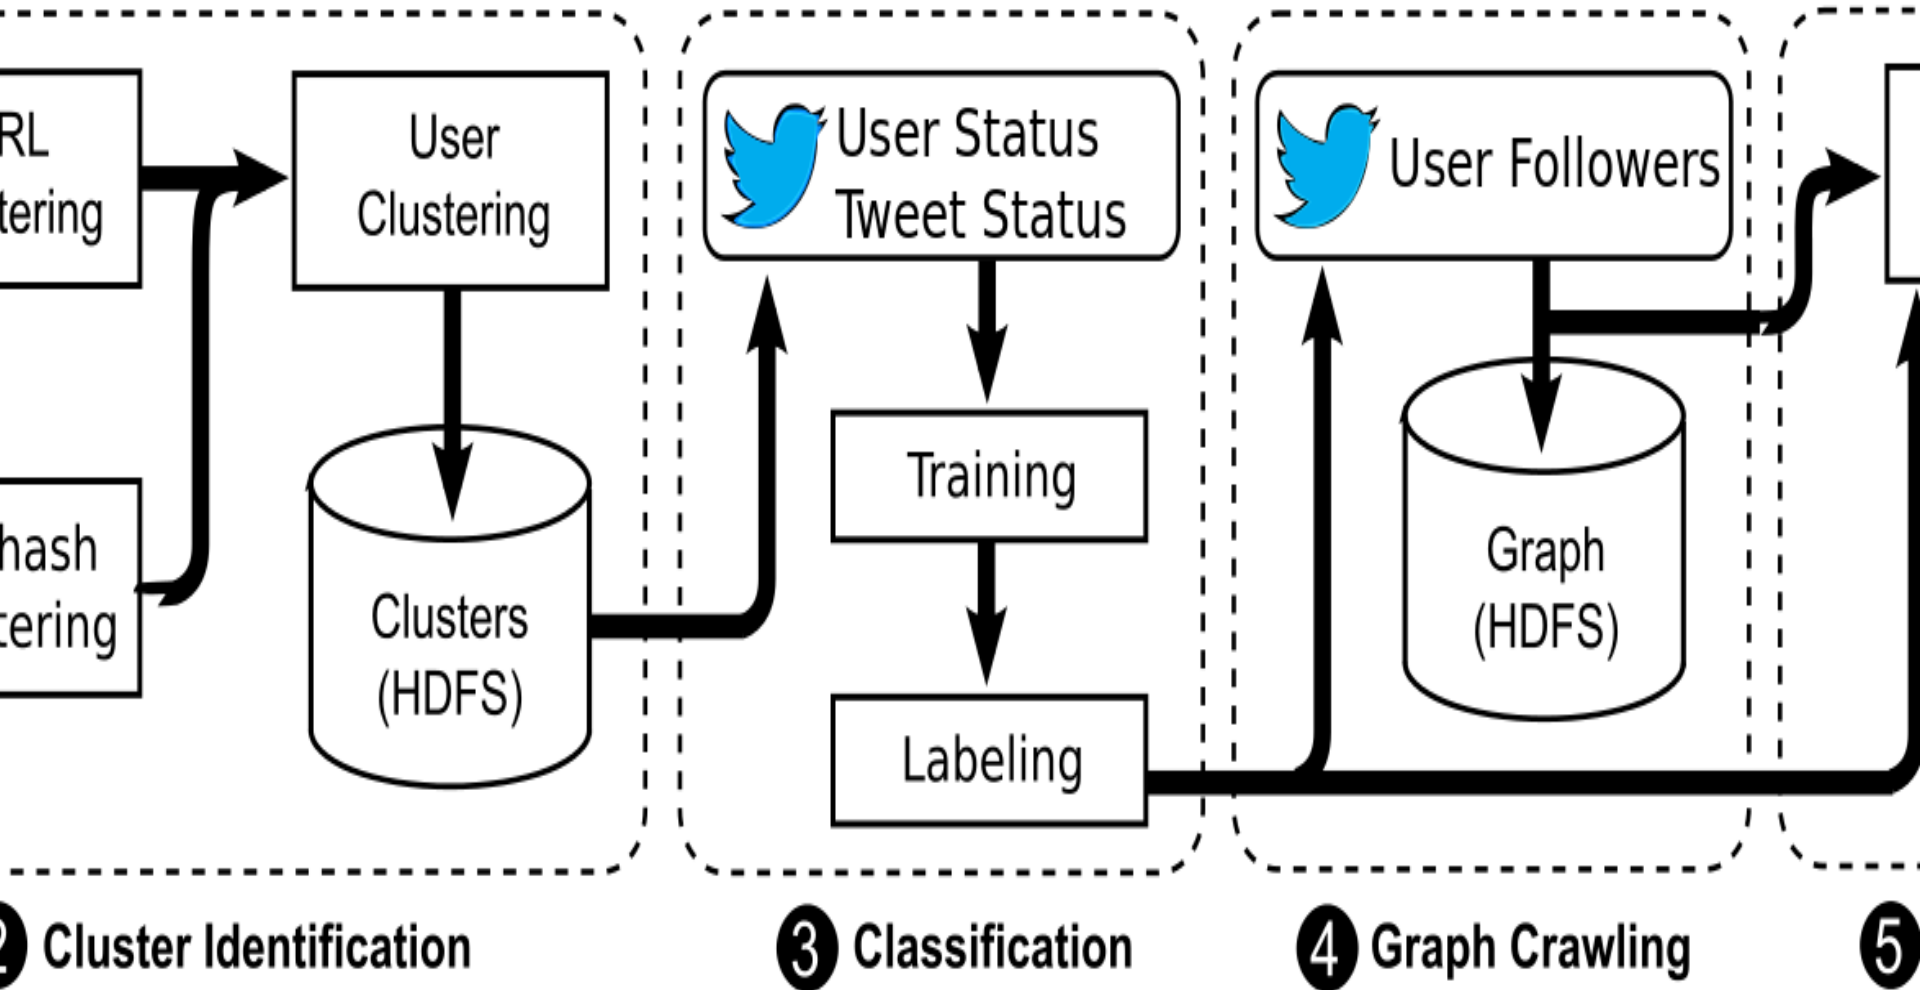 RL
tering
User
Clustering
hash
tering
Clusters
(HDFS)
User Status
Tweet Status
Training
Labeling
User Followers
Graph
(HDFS)
2 Cluster Identification
3 Classification
4 Graph Crawling
5